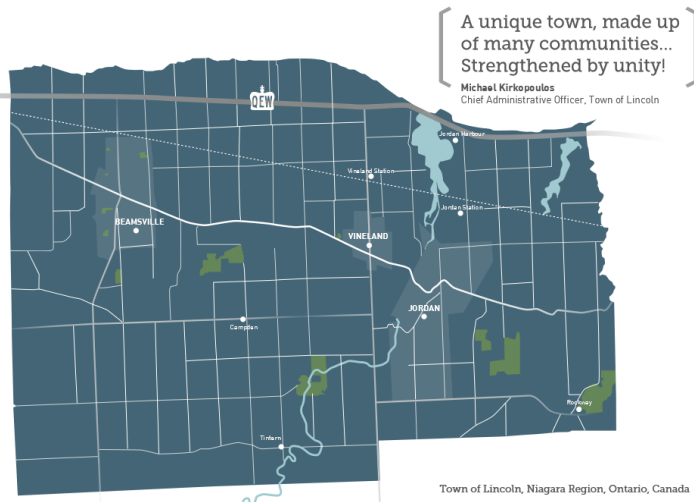 A unique town, made up
of many communities...
Strengthened by unity!
Michael Kirkopoulos
Chief Administrative Officer, Town of Lincoln
QEW
Jordan Harbour
Vineland Station
Jordan Station
BEAMSVILLE
VINELAND
JORDAN
Campden
Rockway
Tintern
Town of Lincoln, Niagara Region, Ontario, Canada